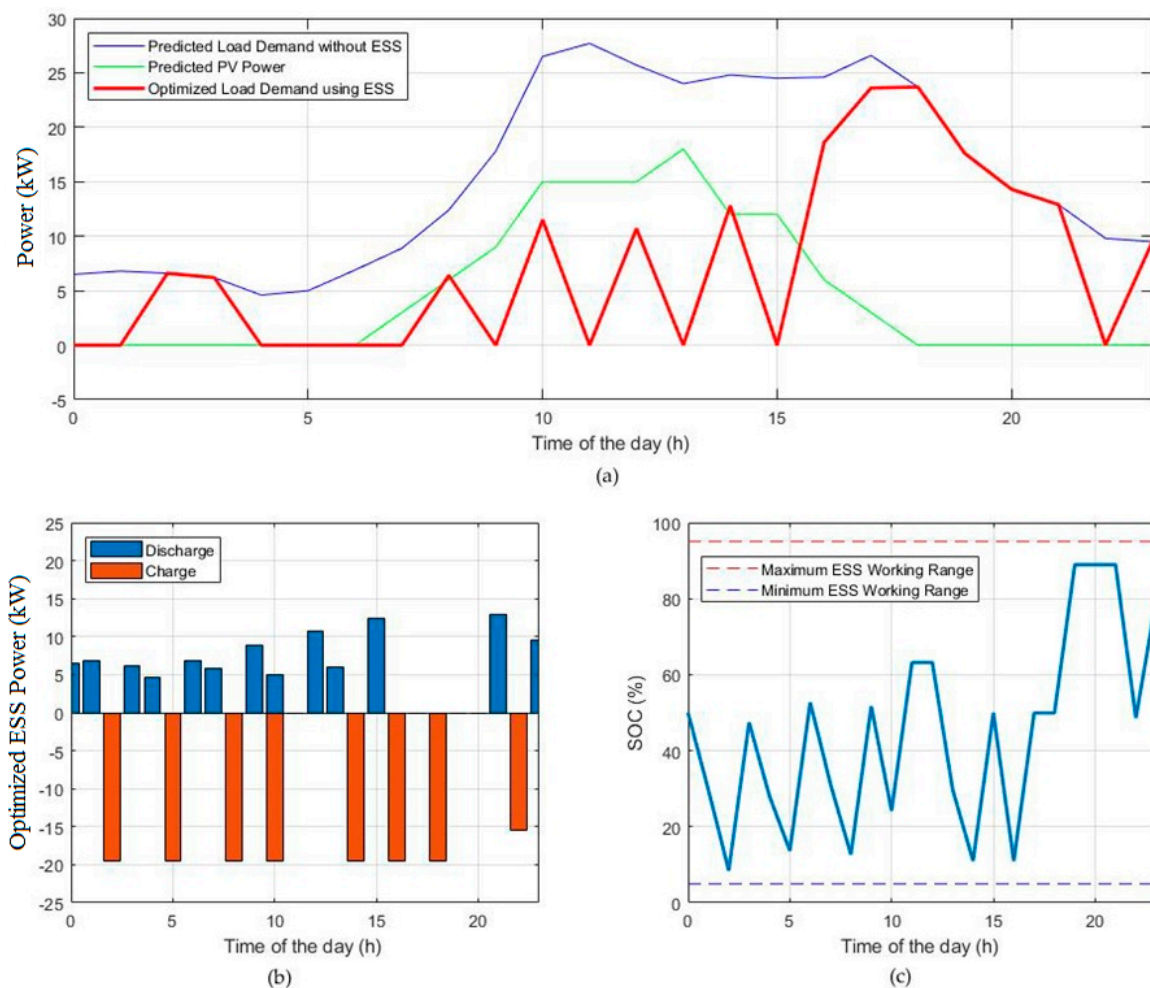 30
25
20
15
10
5
0
-5
Power (kW)
Predicted Load Demand without ESS
Predicted PV Power
Optimized Load Demand using ESS
0 5 10 15 20
Time of the day (h)
(a)
25
20
15
10
5
0
-5
-10
-15
-20
-25
Optimized ESS Power (kW)
Discharge
Charge
0 5 10 15 20
Time of the day (h)
(b)
100
80
60
40
20
0
SOC (%)
Maximum ESS Working Range
Minimum ESS Working Range
0 5 10 15 20
Time of the day (h)
(c)